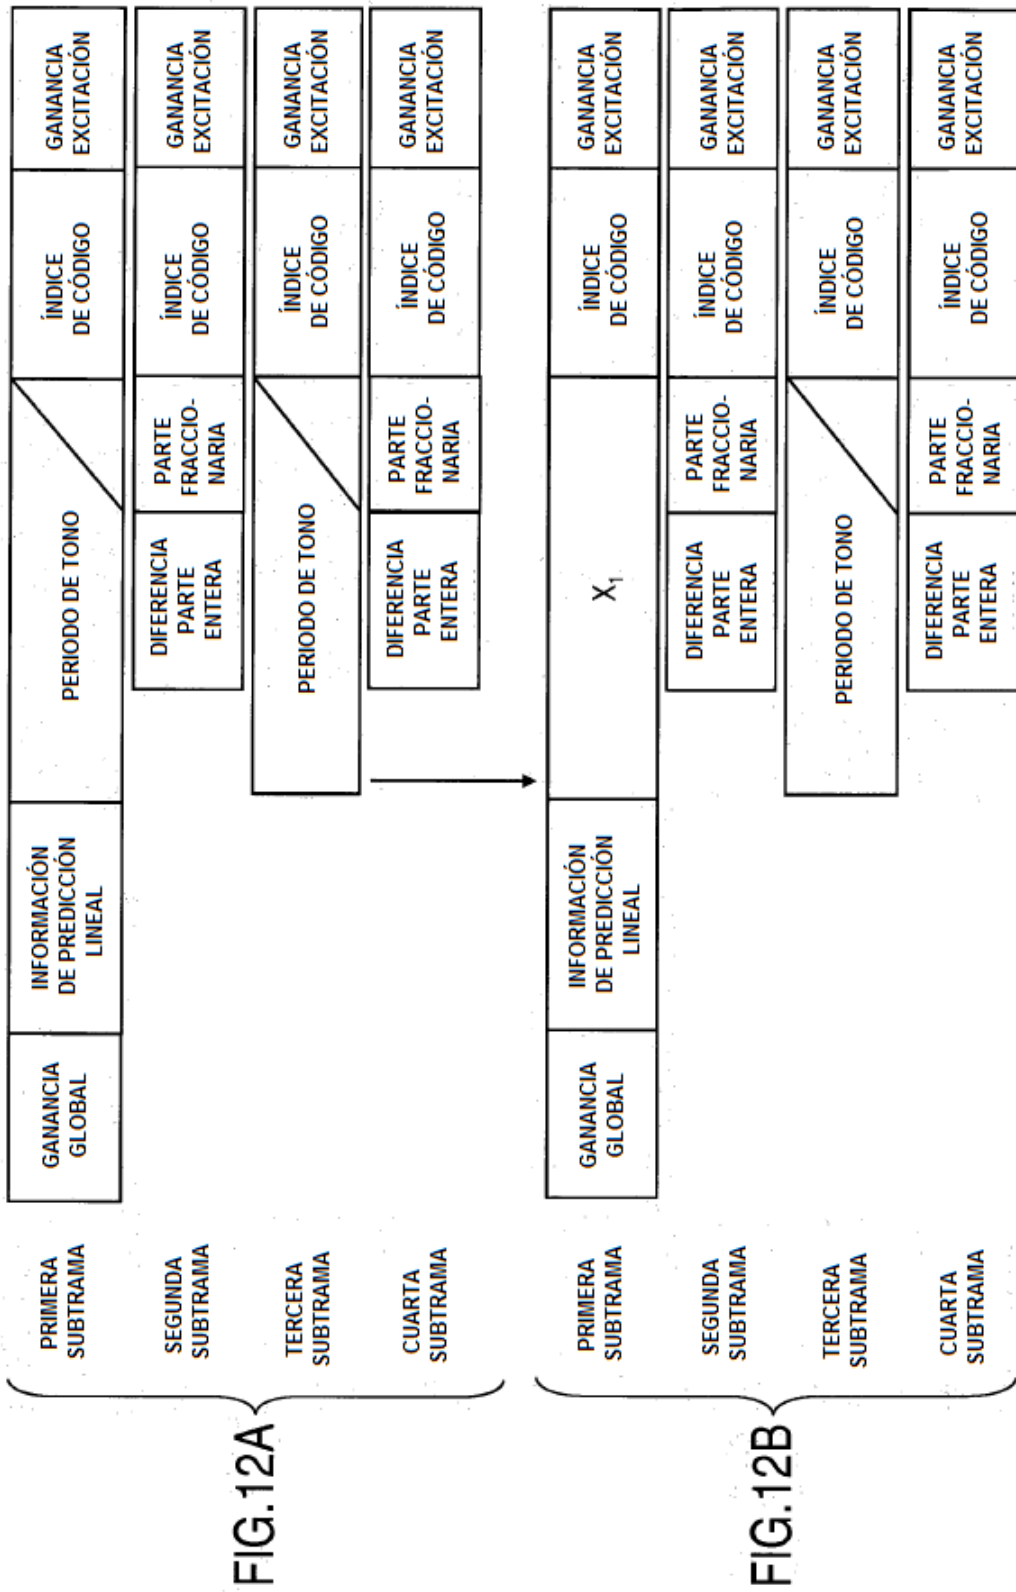 FIG.12A
PRIMERA
SUBTRAMA
GANANCIA
GLOBAL
INFORMACIÓN
DE PREDICCIÓN
LINEAL
PERIODO DE TONO
ÍNDICE
DE CÓDIGO
GANANCIA
EXCITACIÓN
SEGUNDA
SUBTRAMA
DIFERENCIA
PARTE
ENTERA
PARTE
FRACCIO-
NARIA
ÍNDICE
DE CÓDIGO
GANANCIA
EXCITACIÓN
TERCERA
SUBTRAMA
PERIODO DE TONO
ÍNDICE
DE CÓDIGO
GANANCIA
EXCITACIÓN
CUARTA
SUBTRAMA
DIFERENCIA
PARTE
ENTERA
PARTE
FRACCIO-
NARIA
ÍNDICE
DE CÓDIGO
GANANCIA
EXCITACIÓN
FIG.12B
PRIMERA
SUBTRAMA
GANANCIA
GLOBAL
INFORMACIÓN
DE PREDICCIÓN
LINEAL
X₁
ÍNDICE
DE CÓDIGO
GANANCIA
EXCITACIÓN
SEGUNDA
SUBTRAMA
DIFERENCIA
PARTE
ENTERA
PARTE
FRACCIO-
NARIA
ÍNDICE
DE CÓDIGO
GANANCIA
EXCITACIÓN
TERCERA
SUBTRAMA
PERIODO DE TONO
ÍNDICE
DE CÓDIGO
GANANCIA
EXCITACIÓN
CUARTA
SUBTRAMA
DIFERENCIA
PARTE
ENTERA
PARTE
FRACCIO-
NARIA
ÍNDICE
DE CÓDIGO
GANANCIA
EXCITACIÓN